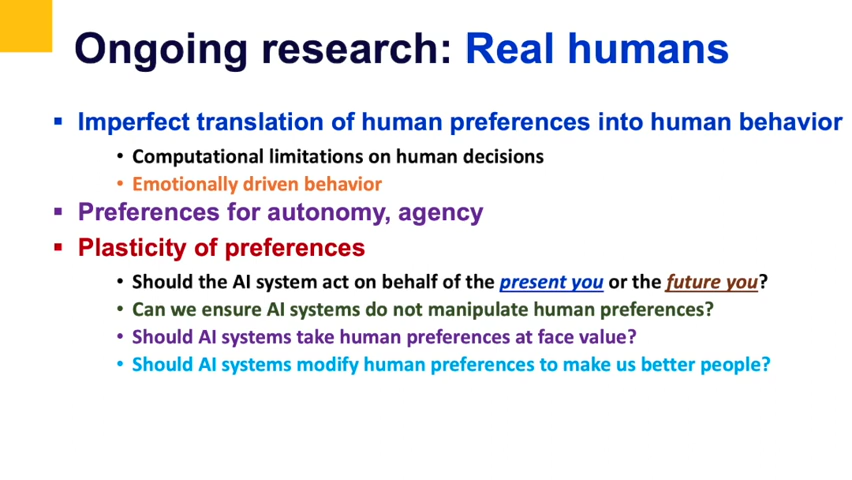 Ongoing research: Real humans
▪ Imperfect translation of human preferences into human behavior
• Computational limitations on human decisions
• Emotionally driven behavior
▪ Preferences for autonomy, agency
▪ Plasticity of preferences
• Should the AI system act on behalf of the present you or the future you?
• Can we ensure AI systems do not manipulate human preferences?
• Should AI systems take human preferences at face value?
• Should AI systems modify human preferences to make us better people?